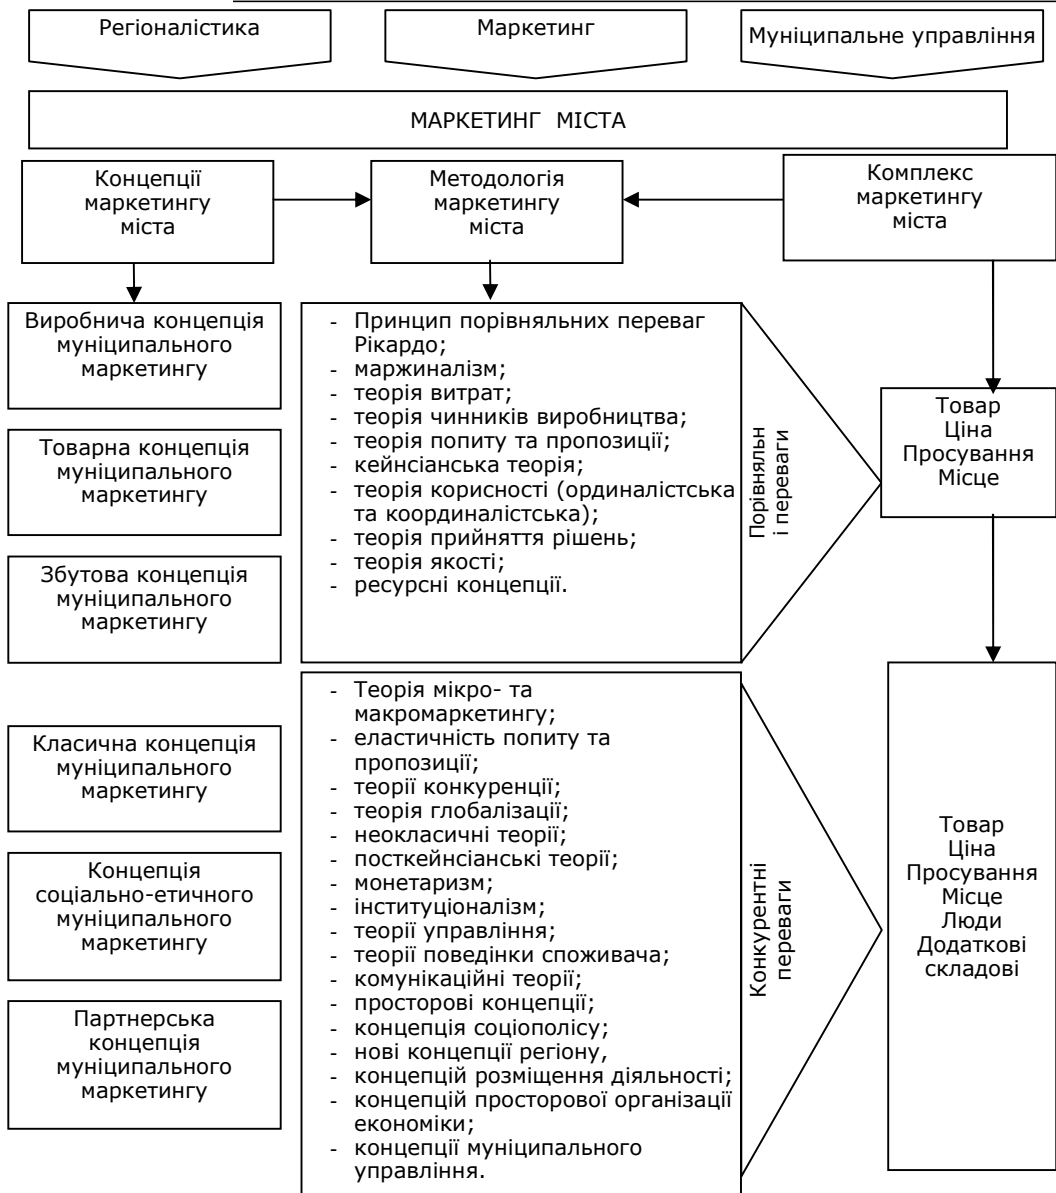 Регіоналістика
Маркетинг
Муніципальне управління
МАРКЕТИНГ МІСТА
Концепції
маркетингу
міста
Методологія
маркетингу
міста
Комплекс
маркетингу
міста
Виробнича концепція
муніципального
маркетингу
Товарна концепція
муніципального
маркетингу
Збутова концепція
муніципального
маркетингу
- Принцип порівняльних переваг
Рікардо;
- маржиналізм;
- теорія витрат;
- теорія чинників виробництва;
- теорія попиту та пропозиції;
- кейнсіанська теорія;
- теорія корисності (ординалістська
та координалістська);
- теорія прийняття рішень;
- теорія якості;
- ресурсні концепції.
Порівняльн
і переваги
Товар
Ціна
Просування
Місце
Класична концепція
муніципального
маркетингу
Концепція
соціально-етичного
муніципального
маркетингу
Партнерська
концепція
муніципального
маркетингу
- Теорія мікро- та
макромаркетингу;
- еластичність попиту та
пропозиції;
- теорії конкуренції;
- теорія глобалізації;
- неокласичні теорії;
- посткейнсіанські теорії;
- монетаризм;
- інституціоналізм;
- теорії управління;
- теорії поведінки споживача;
- комунікаційні теорії;
- просторові концепції;
- концепція соціополісу;
- нові концепції регіону,
- концепцій розміщення діяльності;
- концепцій просторової організації
економіки;
- концепції муніципального
управління.
Конкурентні
переваги
Товар
Ціна
Просування
Місце
Люди
Додаткові
складові